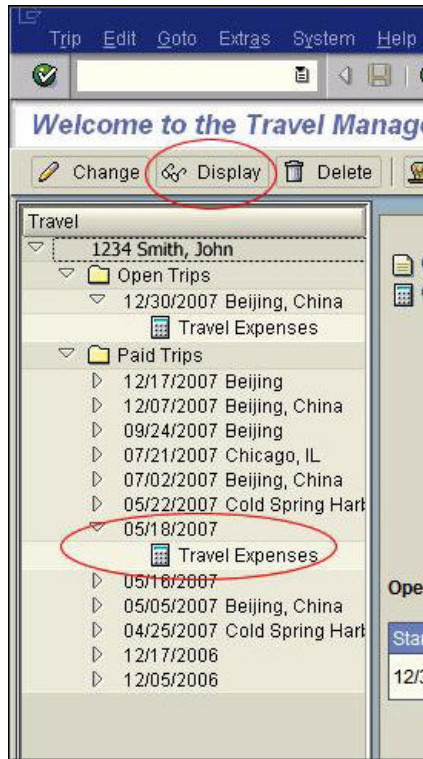 Trip Edit Goto Extras System Help
Welcome to the Travel Manag
Change Display Delete
Travel
1234 Smith, John
Open Trips
12/30/2007 Beijing, China
Travel Expenses
Paid Trips
12/17/2007 Beijing
12/07/2007 Beijing, China
09/24/2007 Beijing
07/21/2007 Chicago, IL
07/02/2007 Beijing, China
05/22/2007 Cold Spring Harb
05/18/2007
Travel Expenses
05/16/2007
05/05/2007 Beijing, China
04/25/2007 Cold Spring Harb
12/17/2006
12/05/2006
Ope
Star
12/3